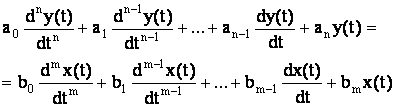 a₀ dⁿy(t)/dtⁿ + a₁ dⁿ⁻¹y(t)/dtⁿ⁻¹ + ... + aₙ₋₁ dy(t)/dt + aₙ y(t) =
= b₀ dᵐx(t)/dtᵐ + b₁ dᵐ⁻¹x(t)/dtᵐ⁻¹ + ... + bₘ₋₁ dx(t)/dt + bₘ x(t)